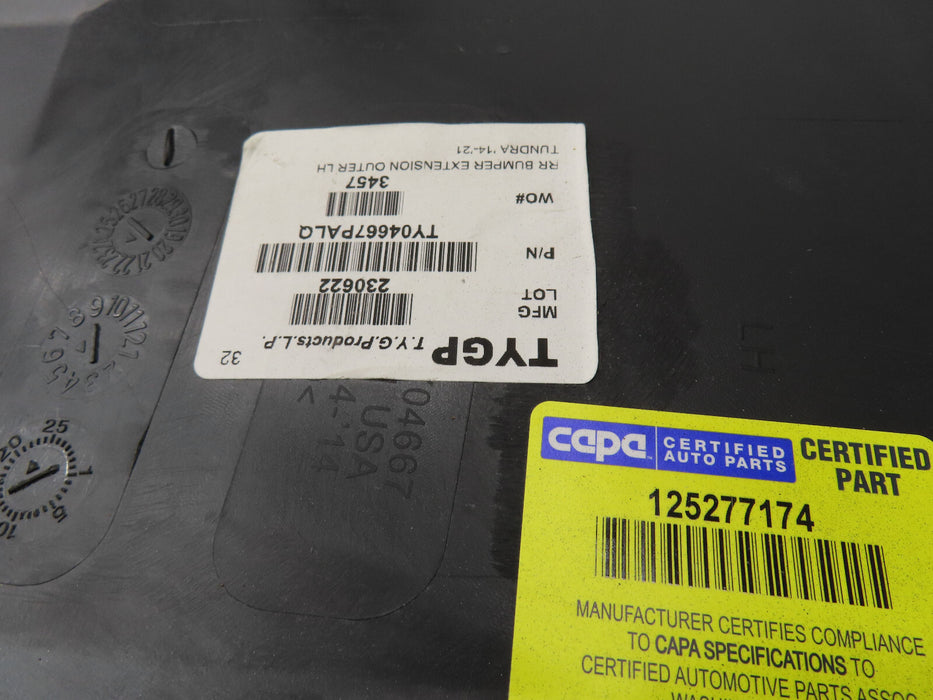 TYGP T.Y.G.Products.L.P. 32
MFG
LOT
230622
P/N
TY04667PALQ
WO#
3457
RR BUMPER EXTENSION OUTER LH
TUNDRA '14-'21
LH
04667
USA
4-'14
capa CERTIFIED
AUTO PARTS
CERTIFIED
PART
125277174
MANUFACTURER CERTIFIES COMPLIANCE
TO CAPA SPECIFICATIONS TO
CERTIFIED AUTOMOTIVE PARTS ASSOC